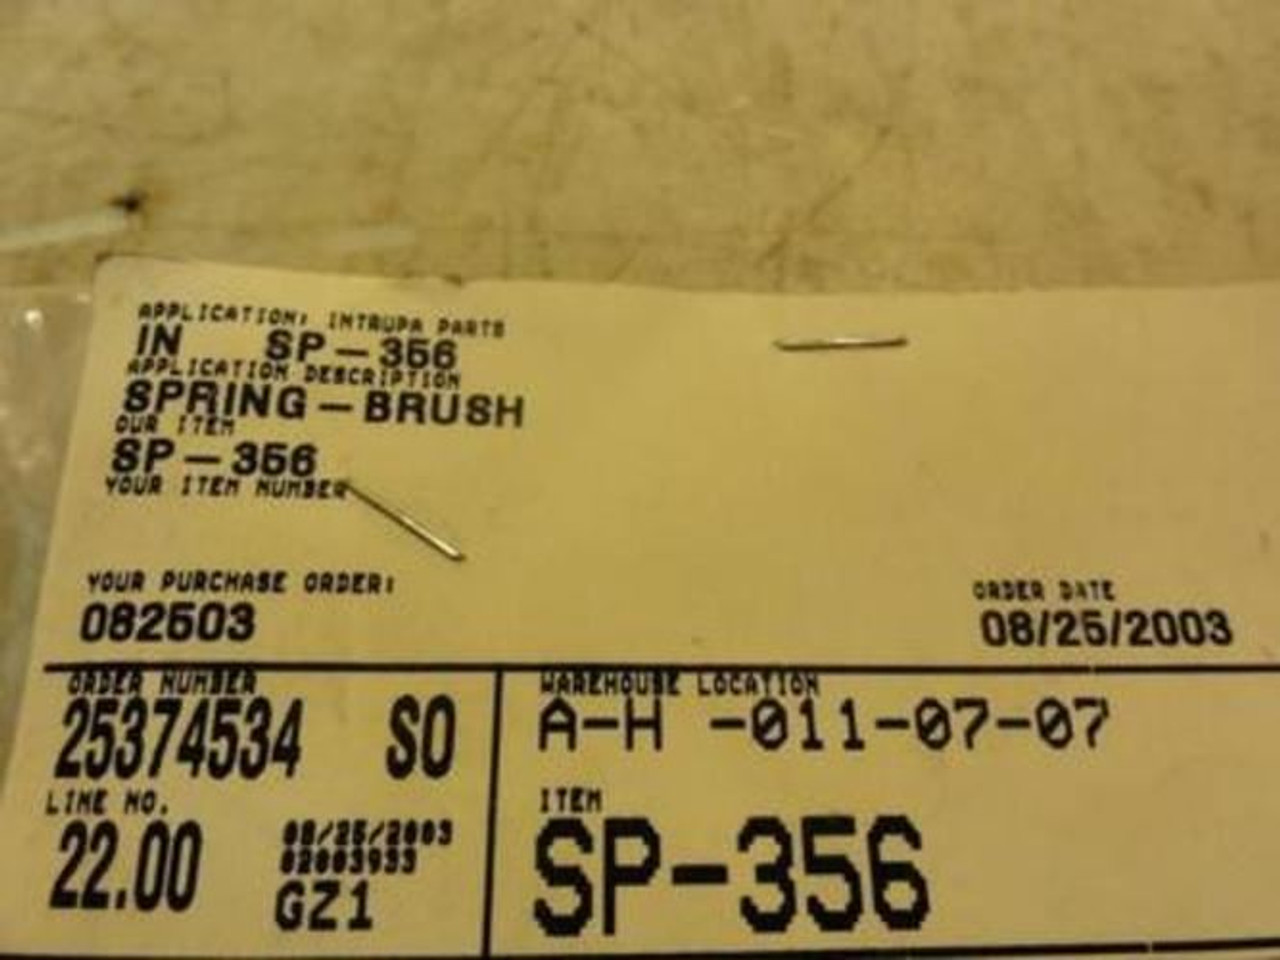 APPLICATION: INTRUPA PARTS
IN SP-356
APPLICATION DESCRIPTION
SPRING-BRUSH
OUR ITEM
SP-356
YOUR ITEM NUMBER
YOUR PURCHASE ORDER:
082503
ORDER DATE
08/25/2003
ORDER NUMBER
25374534 SO
LINE NO.
22.00
08/25/2003
02003933
GZ1
WAREHOUSE LOCATION
A-H -011-07-07
ITEM
SP-356